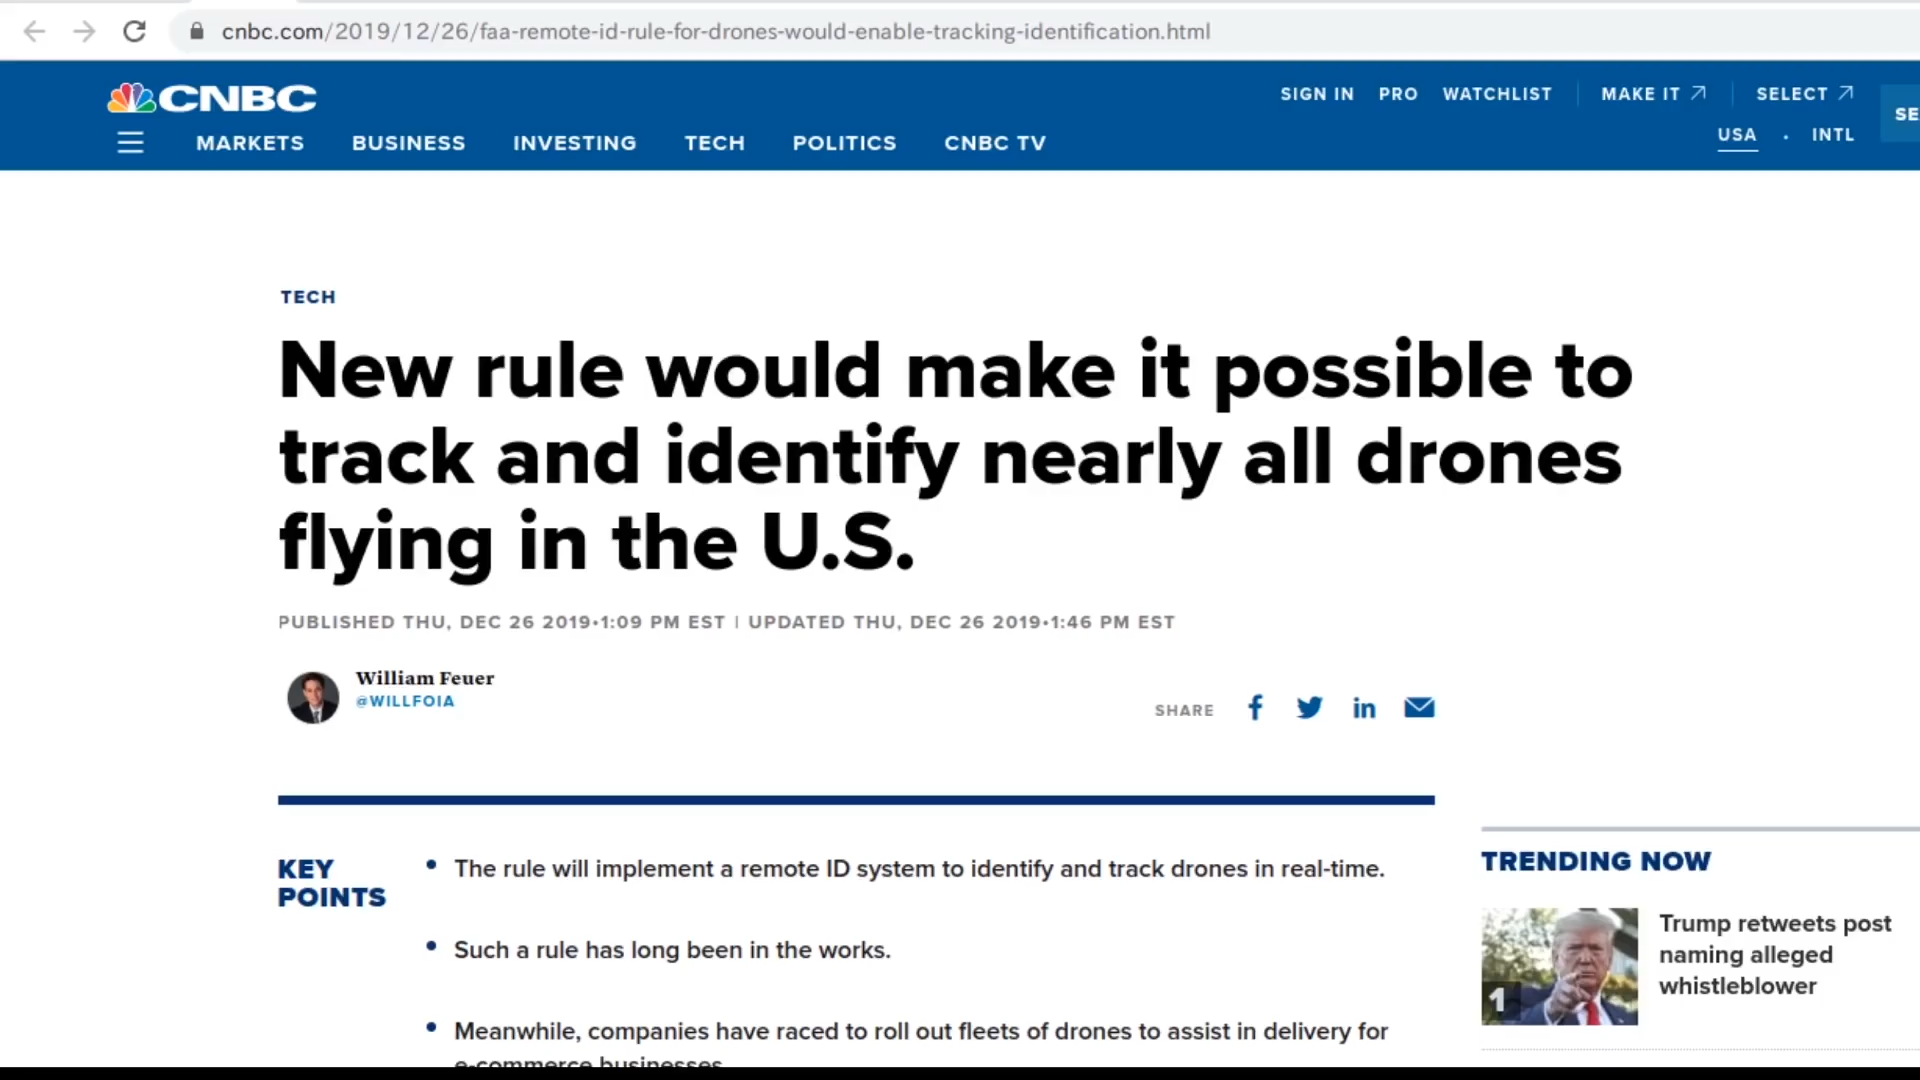 cnbc.com/2019/12/26/faa-remote-id-rule-for-drones-would-enable-tracking-identification.html
CNBC
SIGN IN PRO WATCHLIST MAKE IT SELECT
USA · INTL
SE
MARKETS BUSINESS INVESTING TECH POLITICS CNBC TV
TECH
New rule would make it possible to
track and identify nearly all drones
flying in the U.S.
PUBLISHED THU, DEC 26 2019•1:09 PM EST | UPDATED THU, DEC 26 2019•1:46 PM EST
William Feuer
@WILLFOIA
SHARE
KEY
POINTS
• The rule will implement a remote ID system to identify and track drones in real-time.
• Such a rule has long been in the works.
• Meanwhile, companies have raced to roll out fleets of drones to assist in delivery for
e-commerce businesses.
TRENDING NOW
1
Trump retweets post
naming alleged
whistleblower